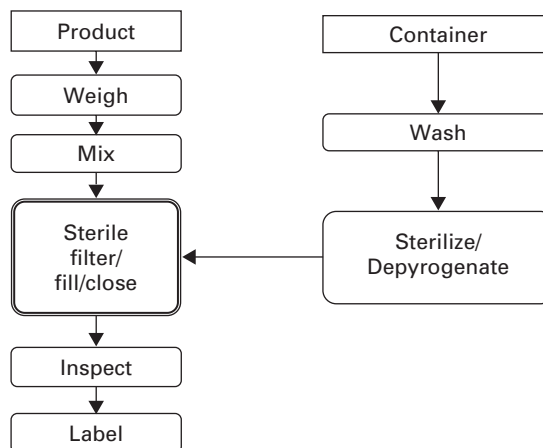 Product
Weigh
Mix
Sterile
filter/
fill/close
Inspect
Label
Container
Wash
Sterilize/
Depyrogenate